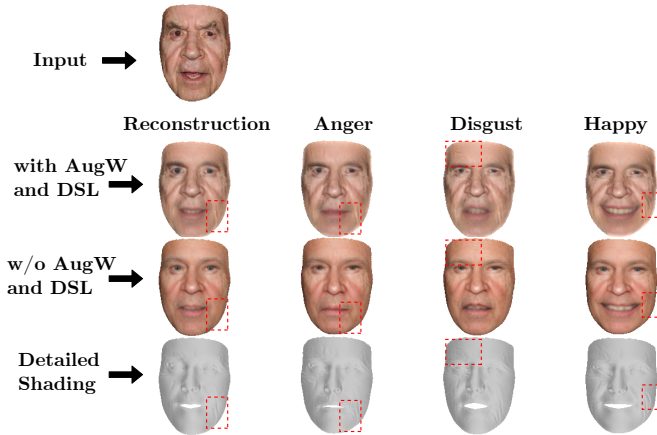 Input
Reconstruction Anger Disgust Happy
with AugW
and DSL
w/o AugW
and DSL
Detailed
Shading